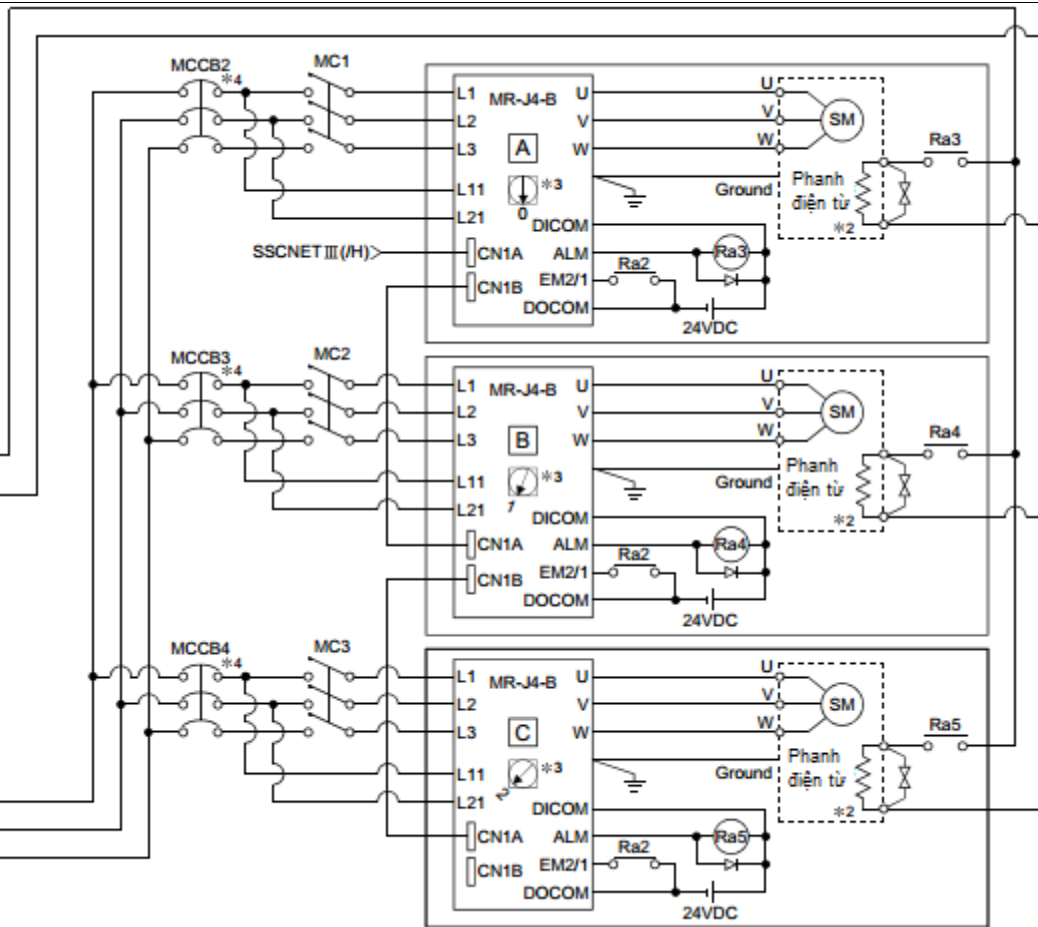 MCCB2
*4
MC1
L1 MR-J4-B U
L2 V
L3 A W
U
V
W
SM
Ra3
L11 *3
L21 0
Ground
Phanh
điện từ
*2
DICOM
SSCNETⅢ(/H)
CN1A ALM
Ra3
CN1B EM2/1
Ra2
DOCOM
24VDC
MCCB3
*4
MC2
L1 MR-J4-B U
L2 V
L3 B W
U
V
W
SM
Ra4
L11 *3
L21 1
Ground
Phanh
điện từ
*2
DICOM
CN1A ALM
Ra4
CN1B EM2/1
Ra2
DOCOM
24VDC
MCCB4
*4
MC3
L1 MR-J4-B U
L2 V
L3 C W
U
V
W
SM
Ra5
L11 *3
L21 2
Ground
Phanh
điện từ
*2
DICOM
CN1A ALM
Ra5
CN1B EM2/1
Ra2
DOCOM
24VDC